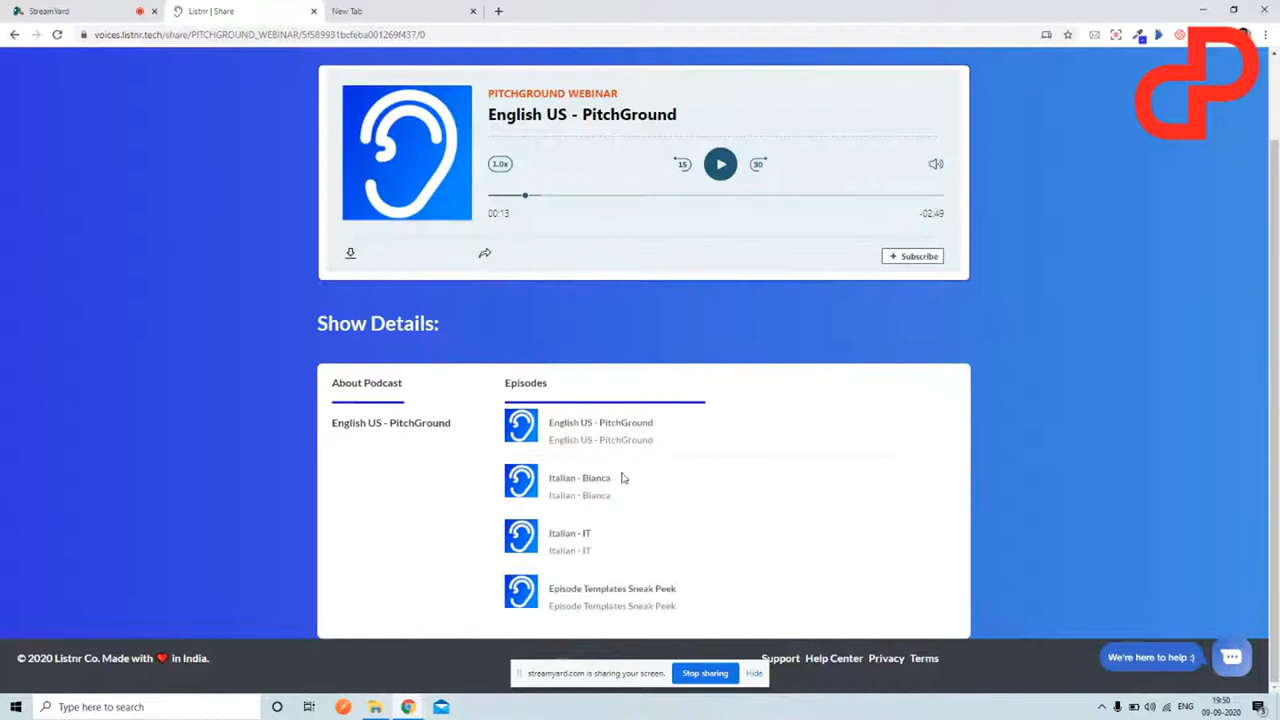 StreamYard
Listnr | Share
New Tab
voices.listnr.tech/share/PITCHGROUND_WEBINAR/5f589931bcfeba001269f437/0
PITCHGROUND WEBINAR
English US - PitchGround
1.0x
15
30
00:13
-02:49
+ Subscribe
Show Details:
About Podcast
Episodes
English US - PitchGround
English US - PitchGround
English US - PitchGround
Italian - Bianca
Italian - Bianca
Italian - IT
Italian - IT
Episode Templates Sneak Peek
Episode Templates Sneak Peek
© 2020 Listnr Co. Made with ❤ in India.
Support Help Center Privacy Terms
We're here to help :)
streamyard.com is sharing your screen.
Stop sharing
Hide
Type here to search
ENG
19:50
09-09-2020
3